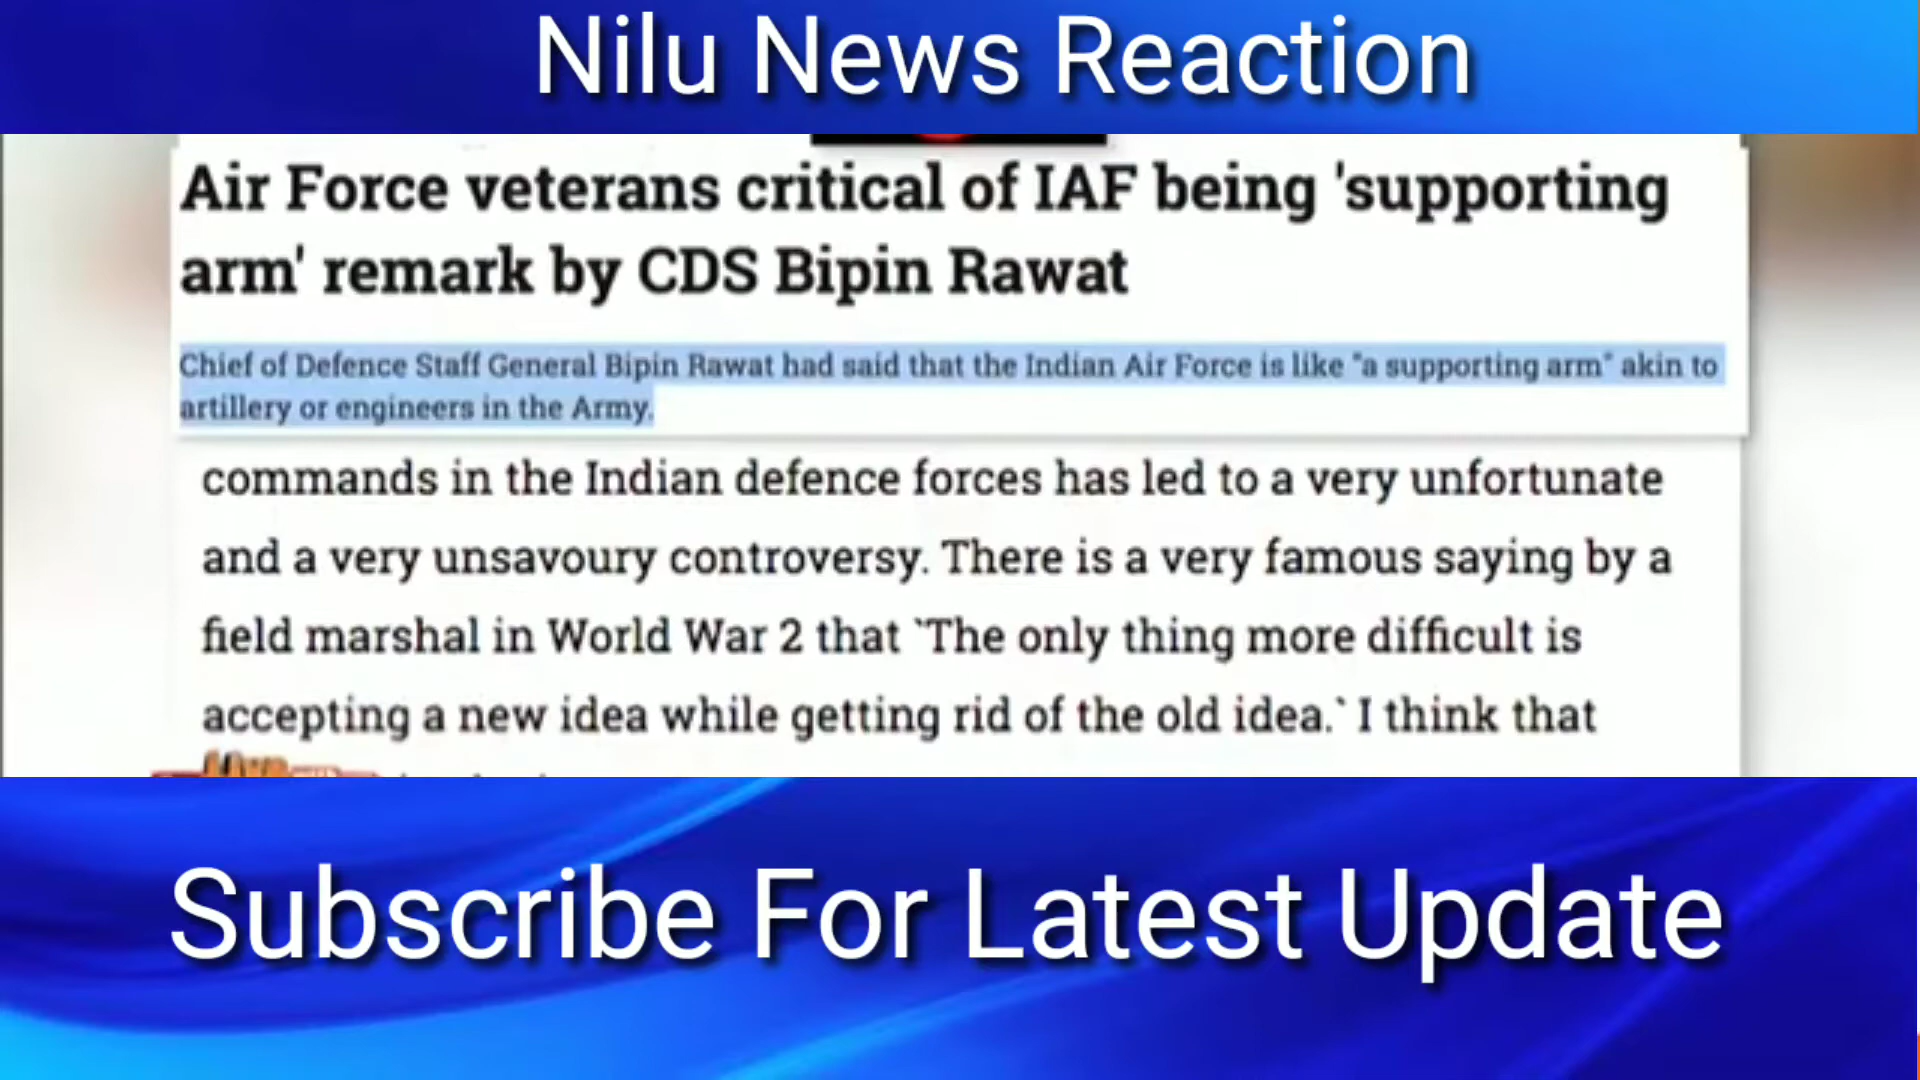 Nilu News Reaction
Air Force veterans critical of IAF being 'supporting
arm' remark by CDS Bipin Rawat
Chief of Defence Staff General Bipin Rawat had said that the Indian Air Force is like "a supporting arm" akin to
artillery or engineers in the Army.
commands in the Indian defence forces has led to a very unfortunate
and a very unsavoury controversy. There is a very famous saying by a
field marshal in World War 2 that `The only thing more difficult is
accepting a new idea while getting rid of the old idea.` I think that
Subscribe For Latest Update